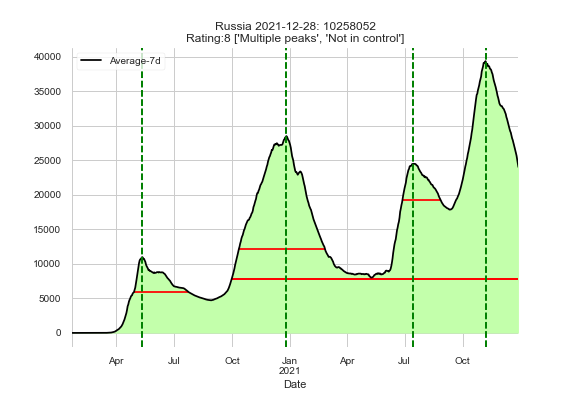 Russia 2021-12-28: 10258052
Rating:8 ['Multiple peaks', 'Not in control']
Average-7d
40000
35000
30000
25000
20000
15000
10000
5000
0
Apr Jul Oct Jan Apr Jul Oct
2021
Date